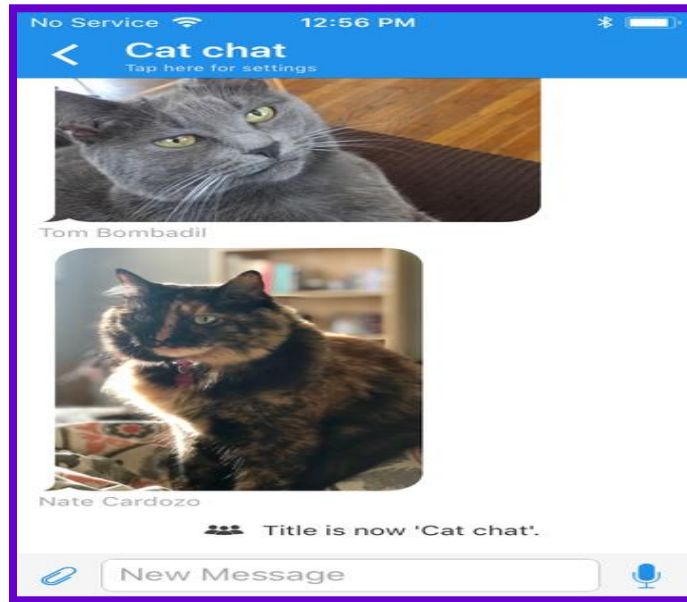 No Service 12:56 PM
Cat chat
Tap here for settings
Tom Bombadil
Nate Cardozo
Title is now 'Cat chat'.
New Message